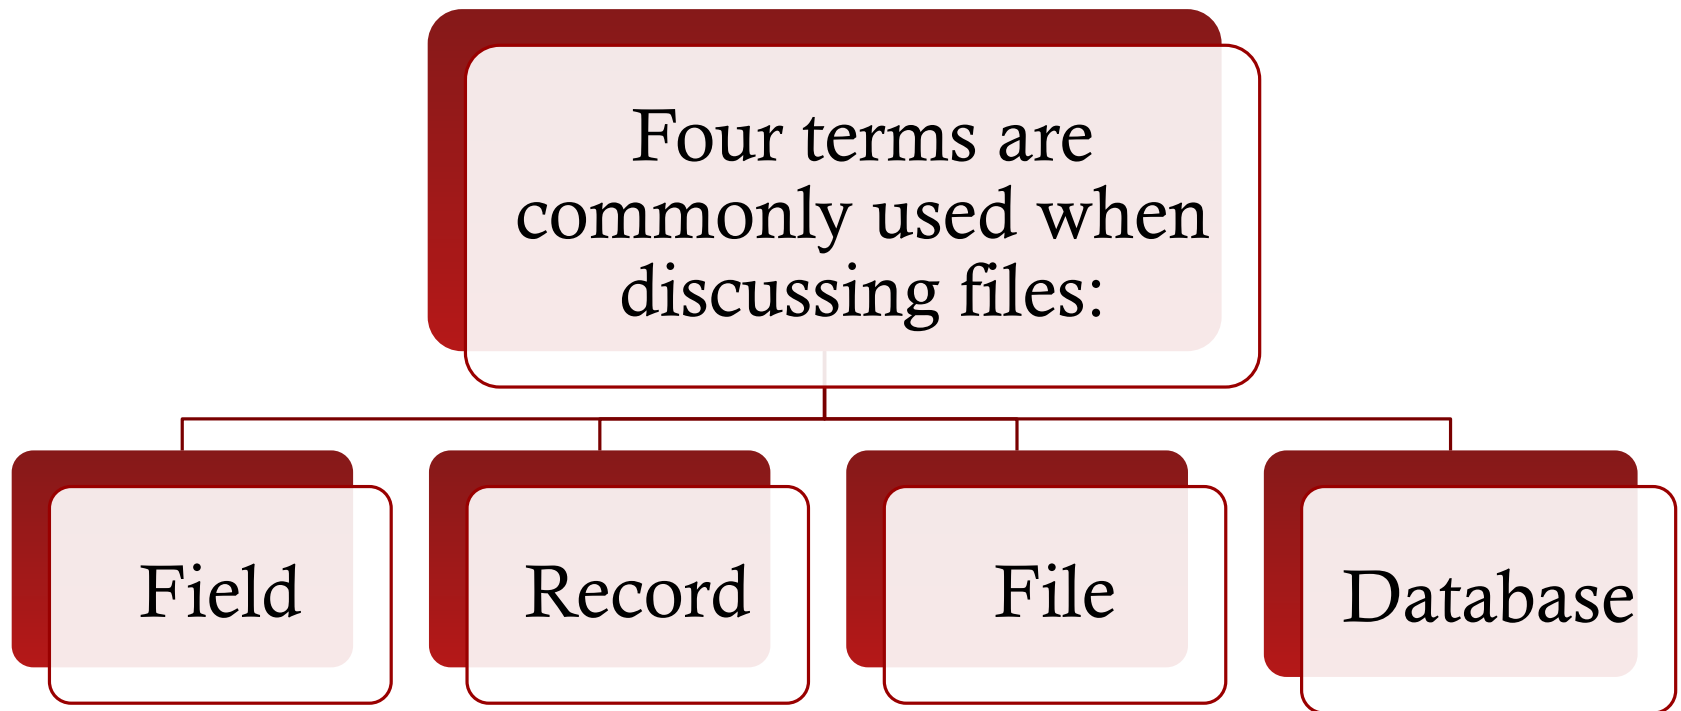 Four terms are
commonly used when
discussing files:
Field
Record
File
Database